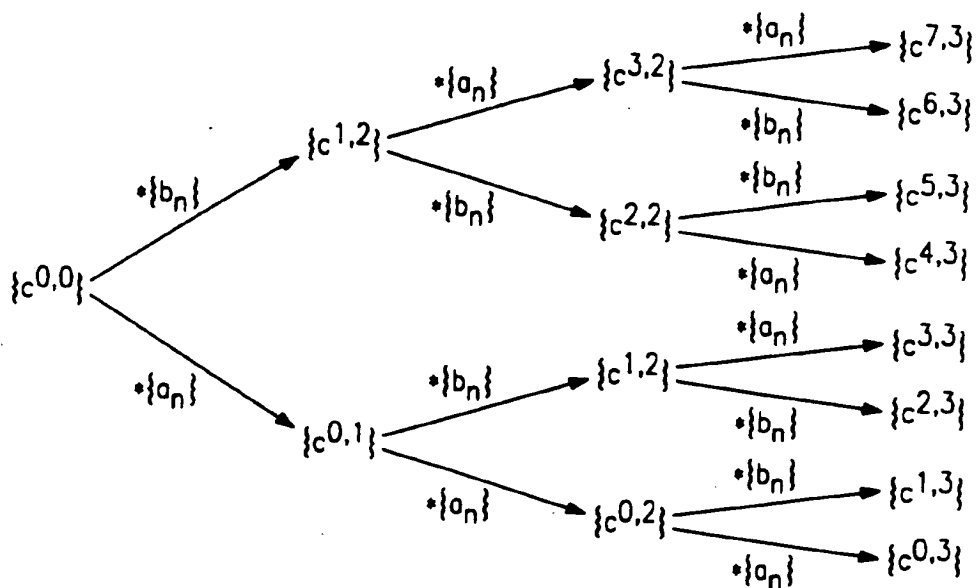 *{a_n}
{c^{7,3}}
*{a_n}
{c^{3,2}}
{c^{6,3}}
*{b_n}
{c^{1,2}}
*{b_n}
*{b_n}
{c^{5,3}}
*{b_n}
{c^{2,2}}
{c^{4,3}}
*{a_n}
{c^{0,0}}
*{a_n}
{c^{3,3}}
*{a_n}
*{b_n}
{c^{1,2}}
{c^{2,3}}
*{b_n}
{c^{0,1}}
*{b_n}
{c^{1,3}}
*{a_n}
{c^{0,2}}
{c^{0,3}}
*{a_n}